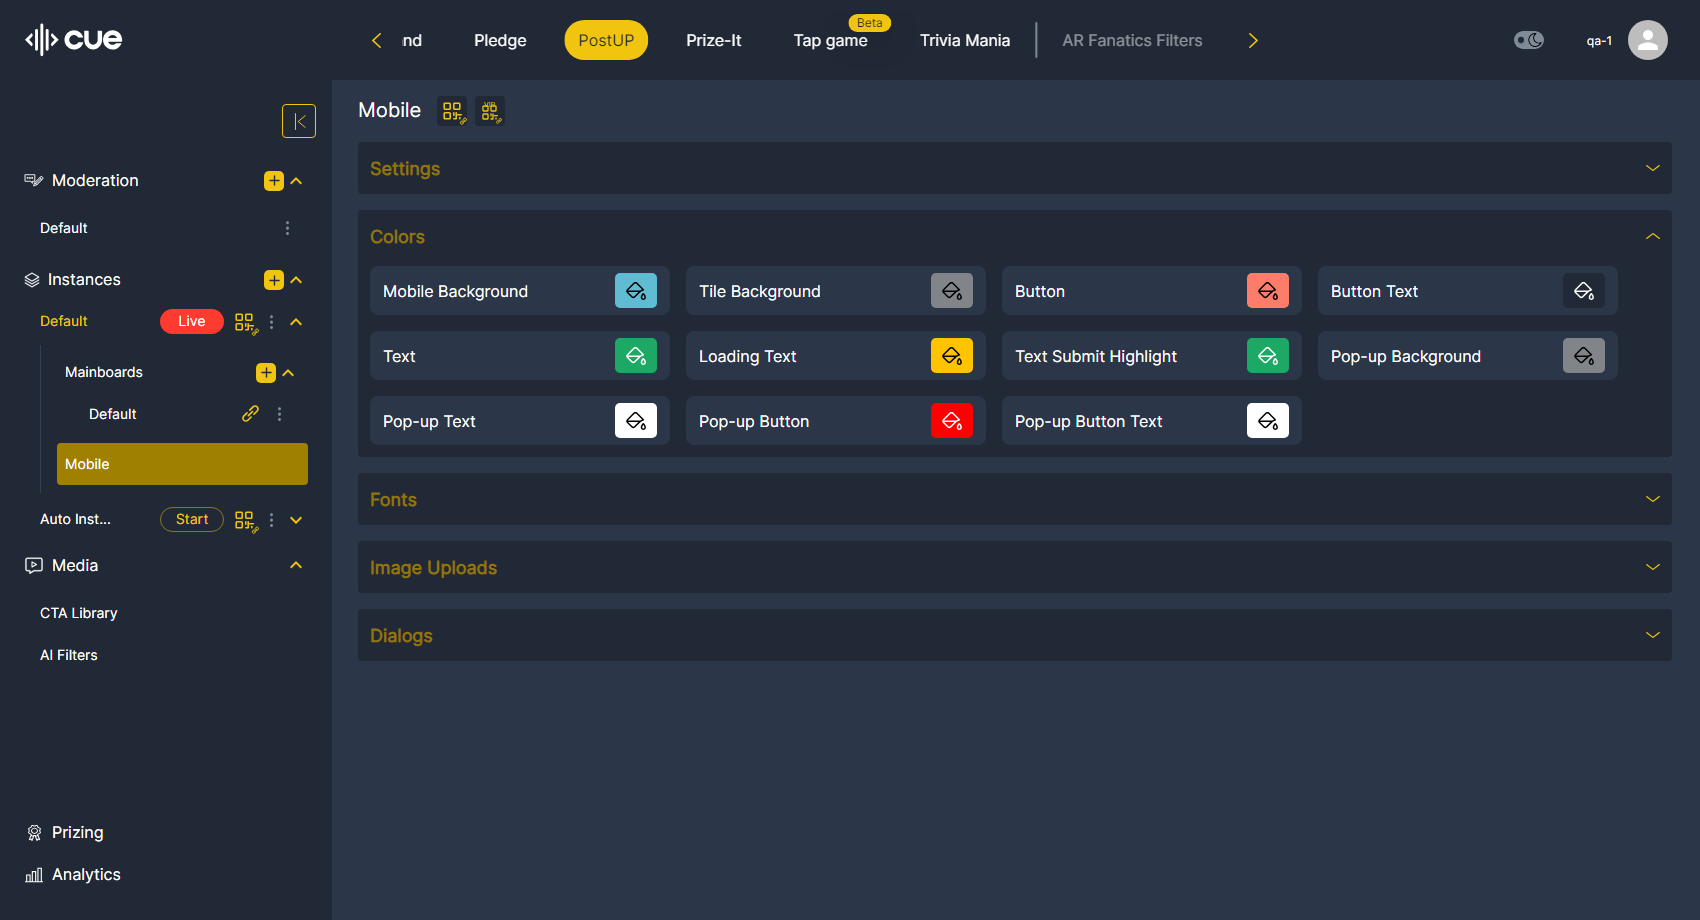 cue
nd
Pledge
PostUP
Prize-It
Beta
Tap game
Trivia Mania
AR Fanatics Filters
qa-1
Moderation
Default
Instances
Default
Live
Mainboards
Default
Mobile
Auto Inst...
Start
Media
CTA Library
AI Filters
Prizing
Analytics
Mobile
VIP
Settings
Colors
Mobile Background
Tile Background
Button
Button Text
Text
Loading Text
Text Submit Highlight
Pop-up Background
Pop-up Text
Pop-up Button
Pop-up Button Text
Fonts
Image Uploads
Dialogs